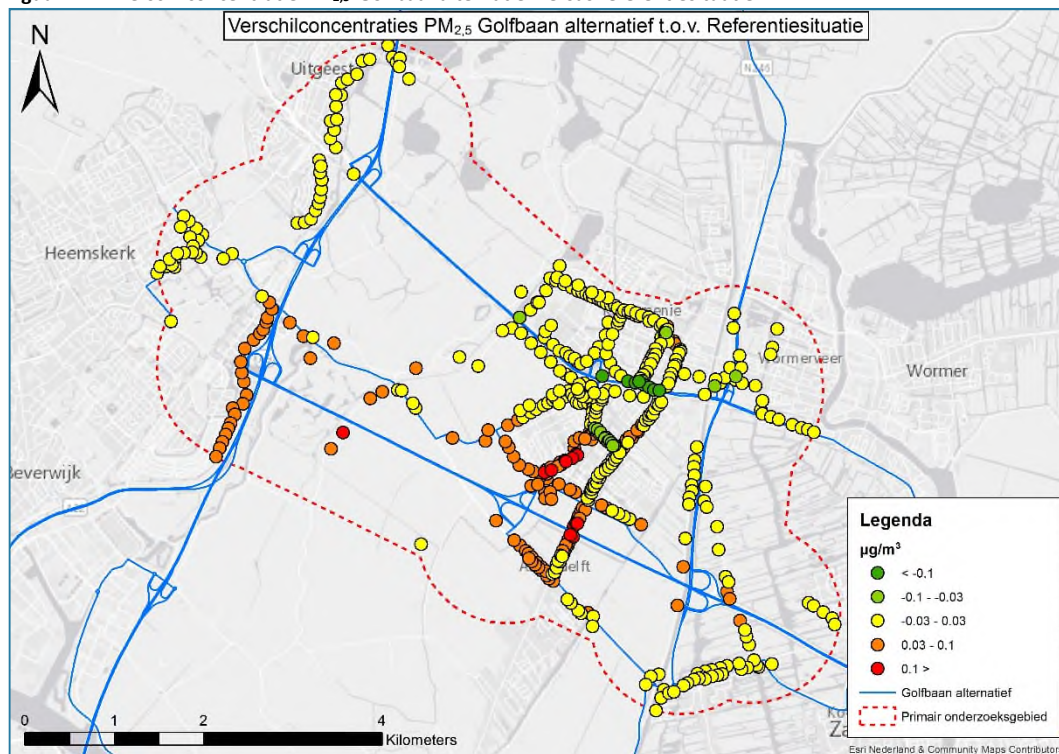 Verschilconcentraties PM2,5 Golfbaan alternatief t.o.v. Referentiesituatie
N
Uitgeest
N246
Heemskerk
Wormerveer
Wormer
Beverwijk
Legenda
µg/m³
< -0.1
-0.1 - -0.03
-0.03 - 0.03
0.03 - 0.1
0.1 >
Golfbaan alternatief
Primair onderzoeksgebied
0 1 2 4
Kilometers
Esri Nederland & Community Maps Contributor